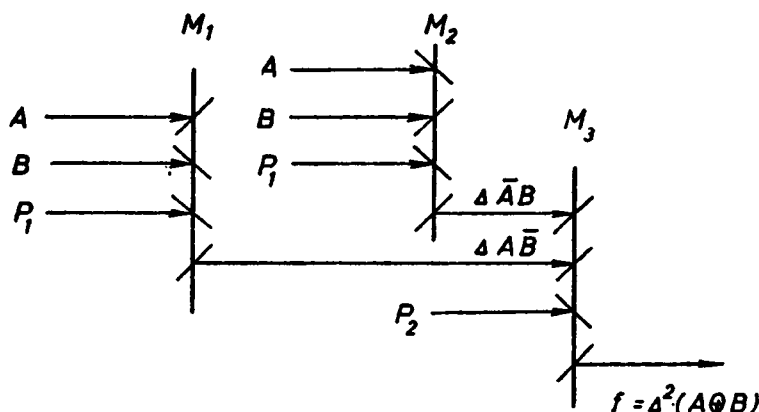 M₁
M₂
A
B
P₁
A
B
P₁
M₃
Δ ĀB
Δ AB̄
P₂
f = Δ²(A⊕B)